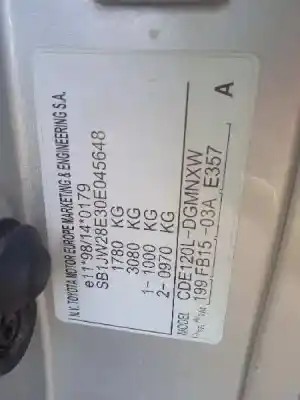 N.V. TOYOTA MOTOR EUROPE MARKETING & ENGINEERING S.A.
e11*98/14*0179
SB1JW28E30E045648
1780 KG
3080 KG
1- 1000 KG
2- 0970 KG
MODEL CDE120L-DGMNXW
199 FB15 -03A E357
A